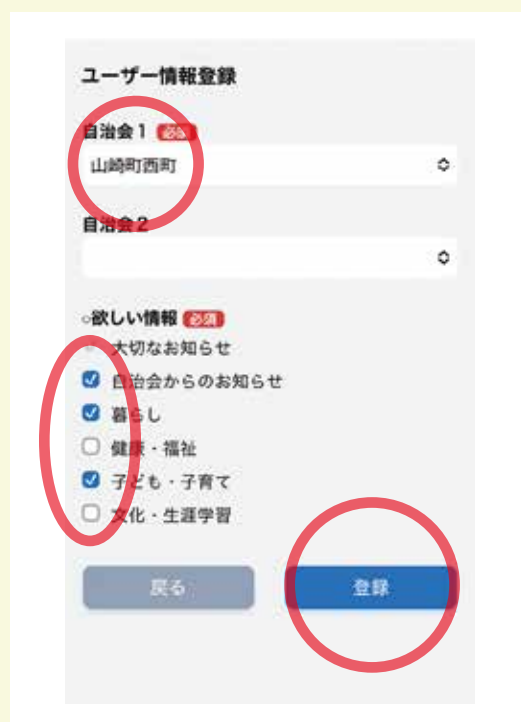 ユーザー情報登録
自治会1 必須
山崎町西町
自治会2
○欲しい情報 必須
大切なお知らせ
自治会からのお知らせ
暮らし
健康・福祉
子ども・子育て
文化・生涯学習
戻る 登録